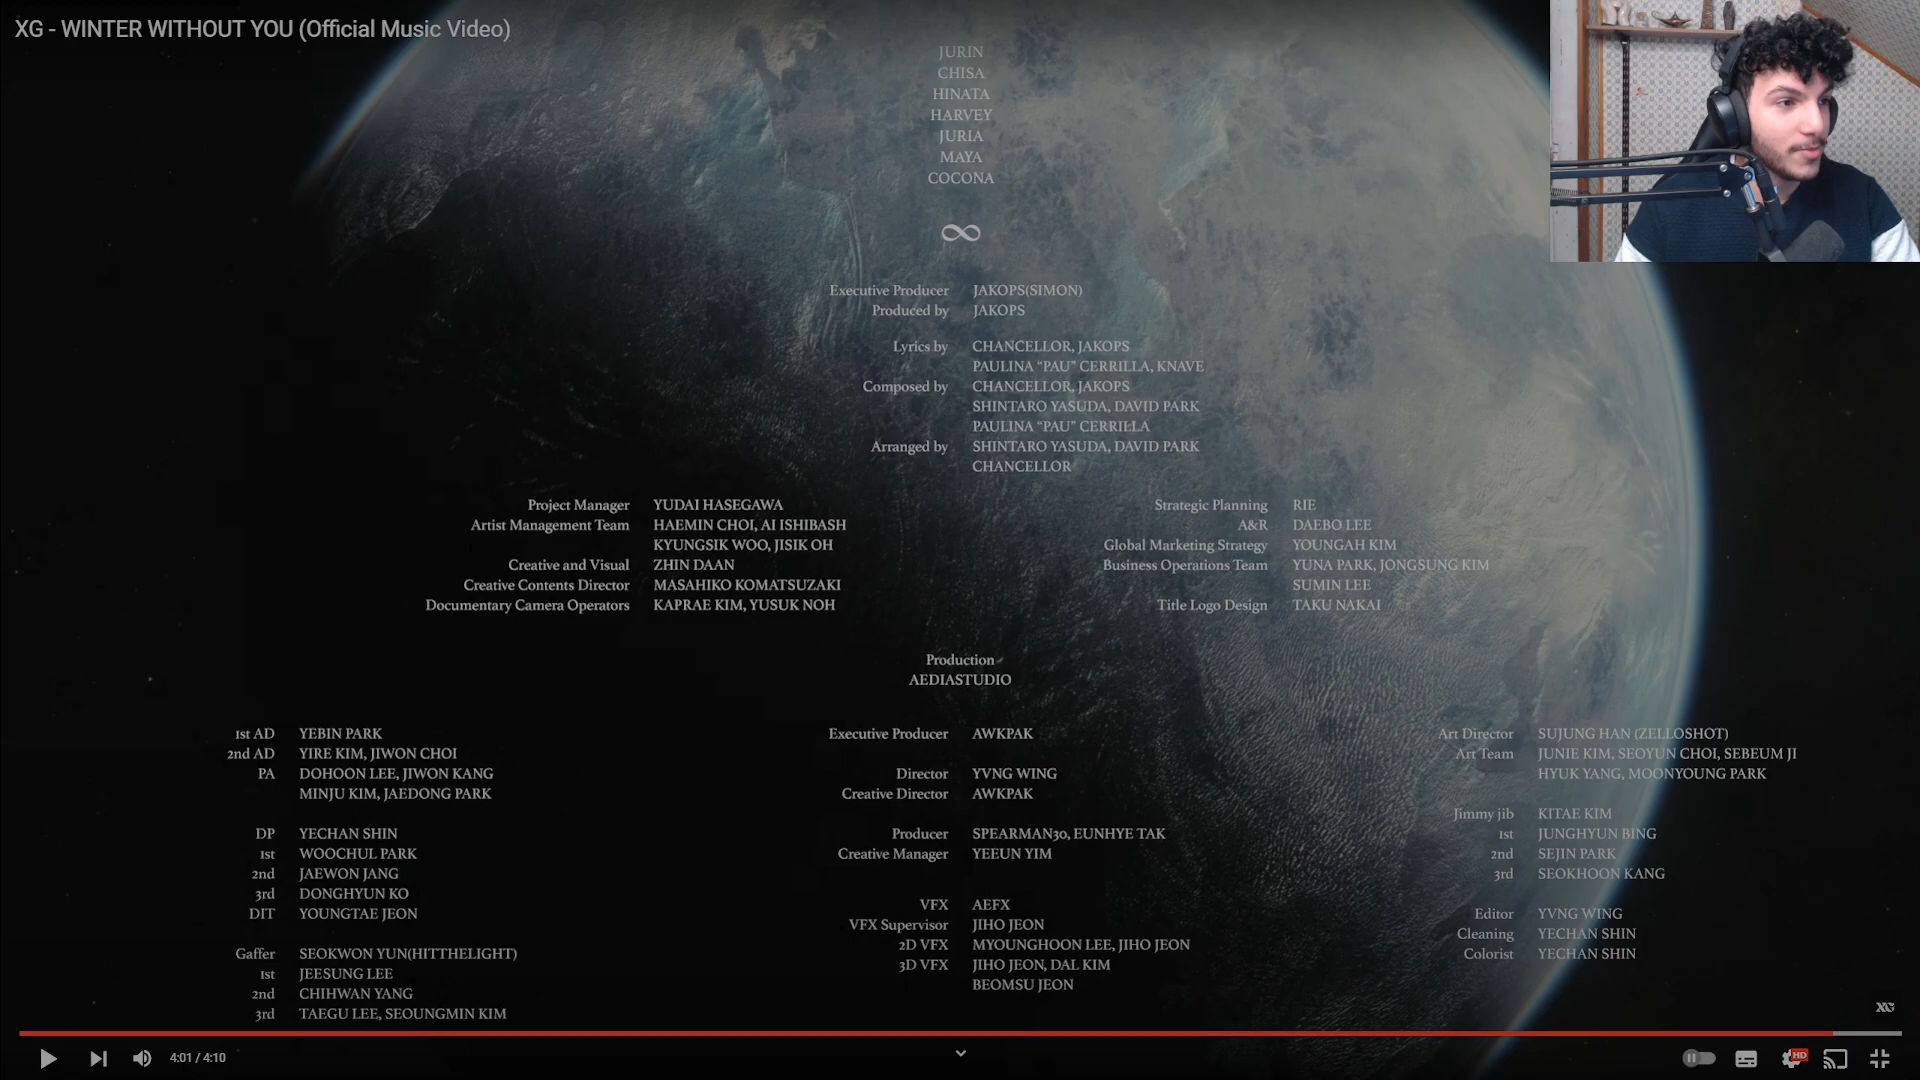 XG - WINTER WITHOUT YOU (Official Music Video)
JURIN
CHISA
HINATA
HARVEY
JURIA
MAYA
COCONA
Executive Producer JAKOPS(SIMON)
Produced by JAKOPS
Lyrics by CHANCELLOR, JAKOPS
PAULINA “PAU” CERRILLA, KNAVE
Composed by CHANCELLOR, JAKOPS
SHINTARO YASUDA, DAVID PARK
PAULINA “PAU” CERRILLA
Arranged by SHINTARO YASUDA, DAVID PARK
CHANCELLOR
Project Manager YUDAI HASEGAWA
Artist Management Team HAEMIN CHOI, AI ISHIBASH
KYUNGSIK WOO, JISIK OH
Creative and Visual ZHIN DAAN
Creative Contents Director MASAHIKO KOMATSUZAKI
Documentary Camera Operators KAPRAE KIM, YUSUK NOH
Strategic Planning RIE
A&R DAEBO LEE
Global Marketing Strategy YOUNGAH KIM
Business Operations Team YUNA PARK, JONGSUNG KIM
SUMIN LEE
Title Logo Design TAKU NAKAI
Production
AEDIASTUDIO
1st AD YEBIN PARK
2nd AD YIRE KIM, JIWON CHOI
PA DOHOON LEE, JIWON KANG
MINJU KIM, JAEDONG PARK
DP YECHAN SHIN
1st WOOCHUL PARK
2nd JAEWON JANG
3rd DONGHYUN KO
DIT YOUNGTAE JEON
Gaffer SEOKWON YUN(HITTHELIGHT)
1st JEESUNG LEE
2nd CHIHWAN YANG
3rd TAEGU LEE, SEOUNGMIN KIM
Executive Producer AWKPAK
Director YVNG WING
Creative Director AWKPAK
Producer SPEARMAN30, EUNHYE TAK
Creative Manager YEEUN YIM
VFX AEFX
VFX Supervisor JIHO JEON
2D VFX MYOUNGHOON LEE, JIHO JEON
3D VFX JIHO JEON, DAL KIM
BEOMSU JEON
Art Director SUJUNG HAN (ZELLOSHOT)
Art Team JUNIE KIM, SEOYUN CHOI, SEBEUM JI
HYUK YANG, MOONYOUNG PARK
Jimmy jib KITAE KIM
1st JUNGHYUN BING
2nd SEJIN PARK
3rd SEOKHOON KANG
Editor YVNG WING
Cleaning YECHAN SHIN
Colorist YECHAN SHIN
XG
4:01 / 4:10
HD